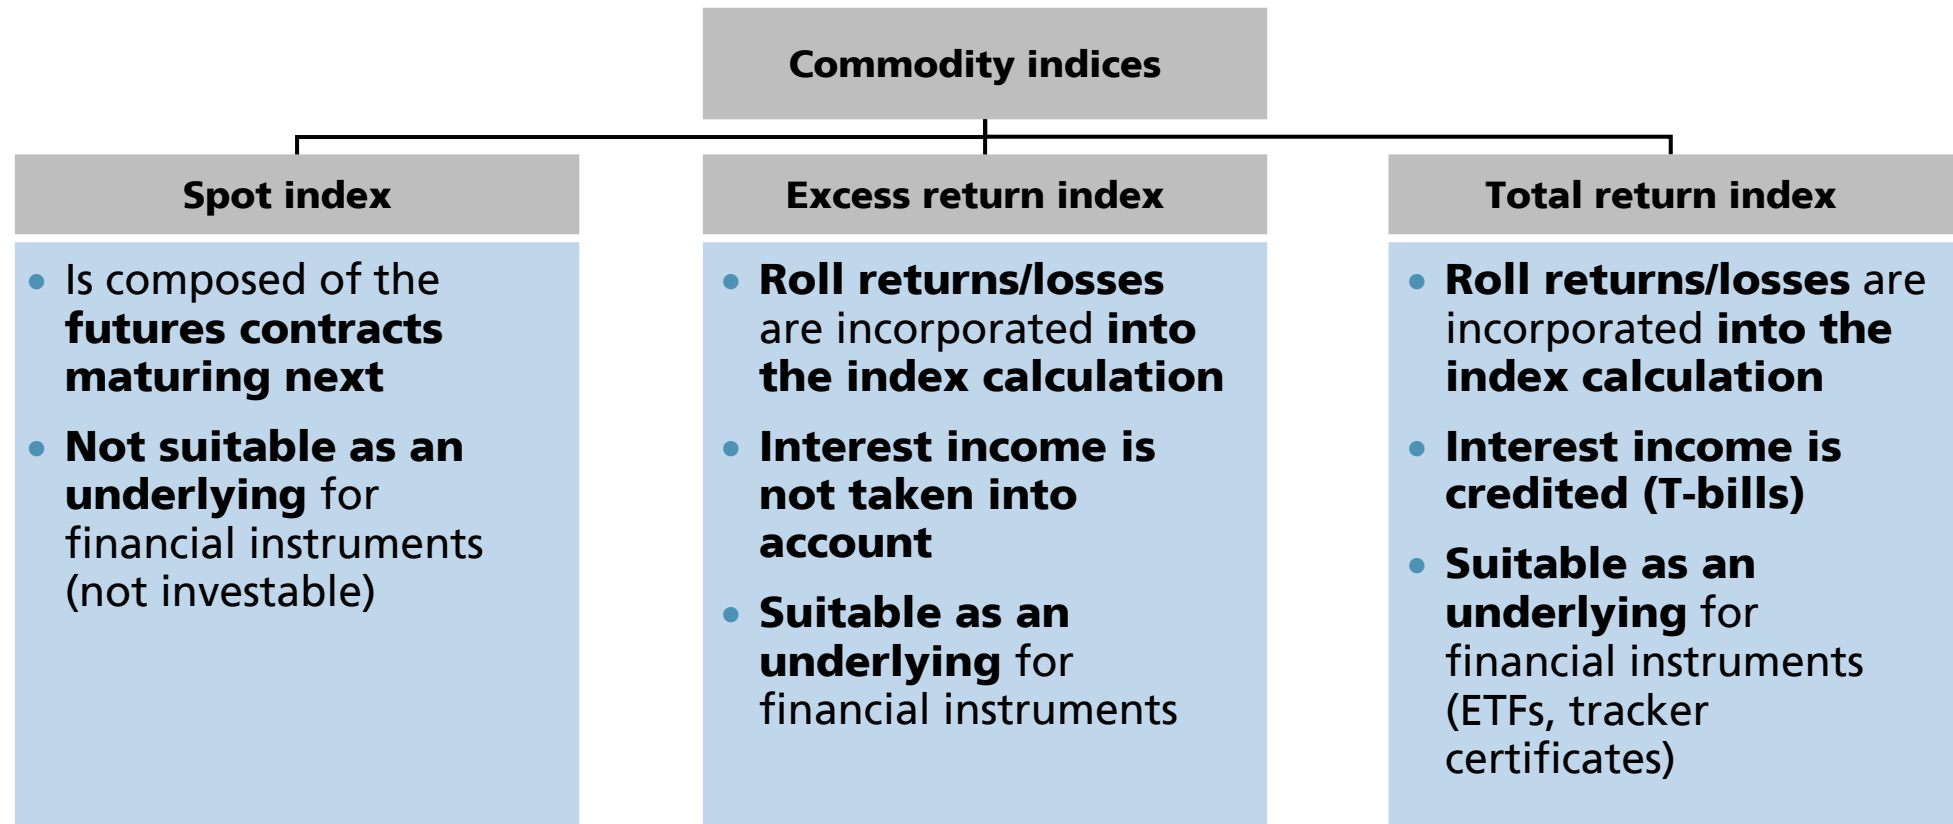 Commodity indices
Spot index
• Is composed of the
futures contracts
maturing next
• Not suitable as an
underlying for
financial instruments
(not investable)
Excess return index
• Roll returns/losses
are incorporated into
the index calculation
• Interest income is
not taken into
account
• Suitable as an
underlying for
financial instruments
Total return index
• Roll returns/losses are
incorporated into the
index calculation
• Interest income is
credited (T-bills)
• Suitable as an
underlying for
financial instruments
(ETFs, tracker
certificates)